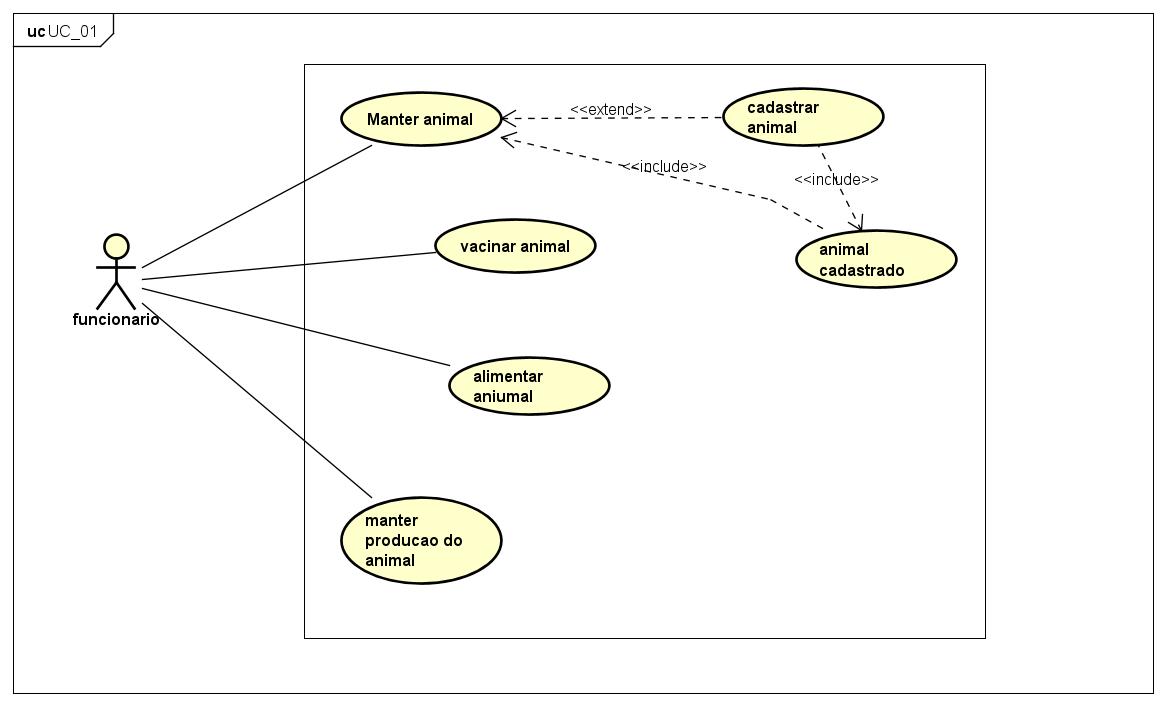 uc UC_01
Manter animal
<<extend>>
cadastrar
animal
<<include>>
<<include>>
vacinar animal
animal
cadastrado
funcionario
alimentar
aniumal
manter
producao do
animal